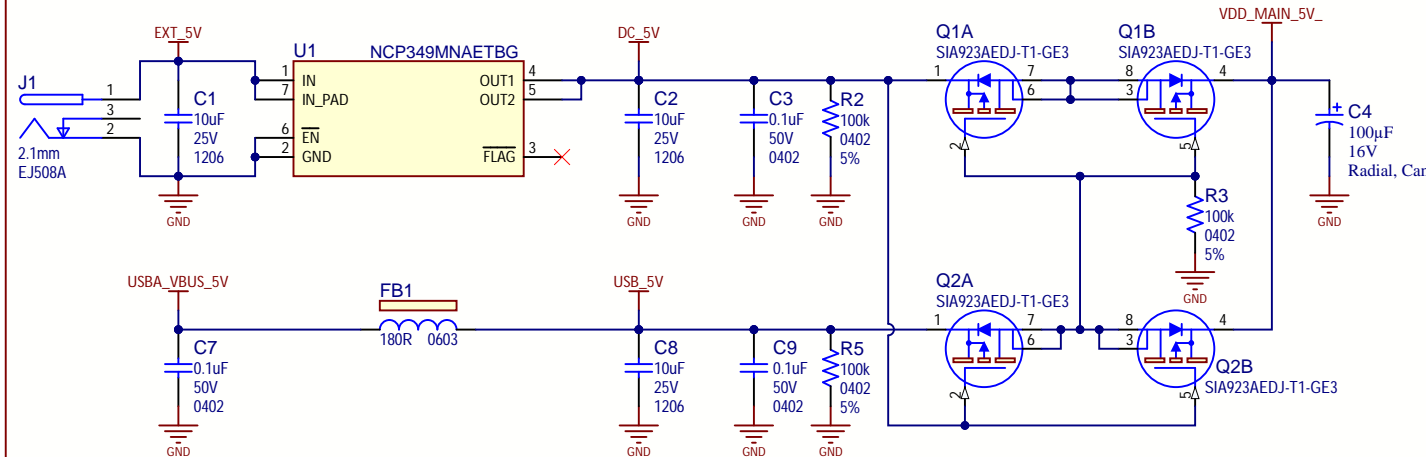 EXT_5V
DC_5V
VDD_MAIN_5V_
J1
1
3
2
2.1mm
EJ508A
C1
10uF
25V
1206
GND
U1
NCP349MNAETBG
1 IN
7 IN_PAD
6 EN
2 GND
OUT1 4
OUT2 5
FLAG 3
C2
10uF
25V
1206
GND
C3
0.1uF
50V
0402
GND
R2
100k
0402
5%
GND
Q1A
SIA923AEDJ-T1-GE3
1
7
6
2
Q1B
SIA923AEDJ-T1-GE3
8
3
4
5
C4
100µF
16V
Radial, Can
GND
R3
100k
0402
5%
GND
USBA_VBUS_5V
C7
0.1uF
50V
0402
GND
FB1
180R 0603
USB_5V
C8
10uF
25V
1206
GND
C9
0.1uF
50V
0402
GND
R5
100k
0402
5%
GND
Q2A
SIA923AEDJ-T1-GE3
1
7
6
2
8
3
4
5
Q2B
SIA923AEDJ-T1-GE3